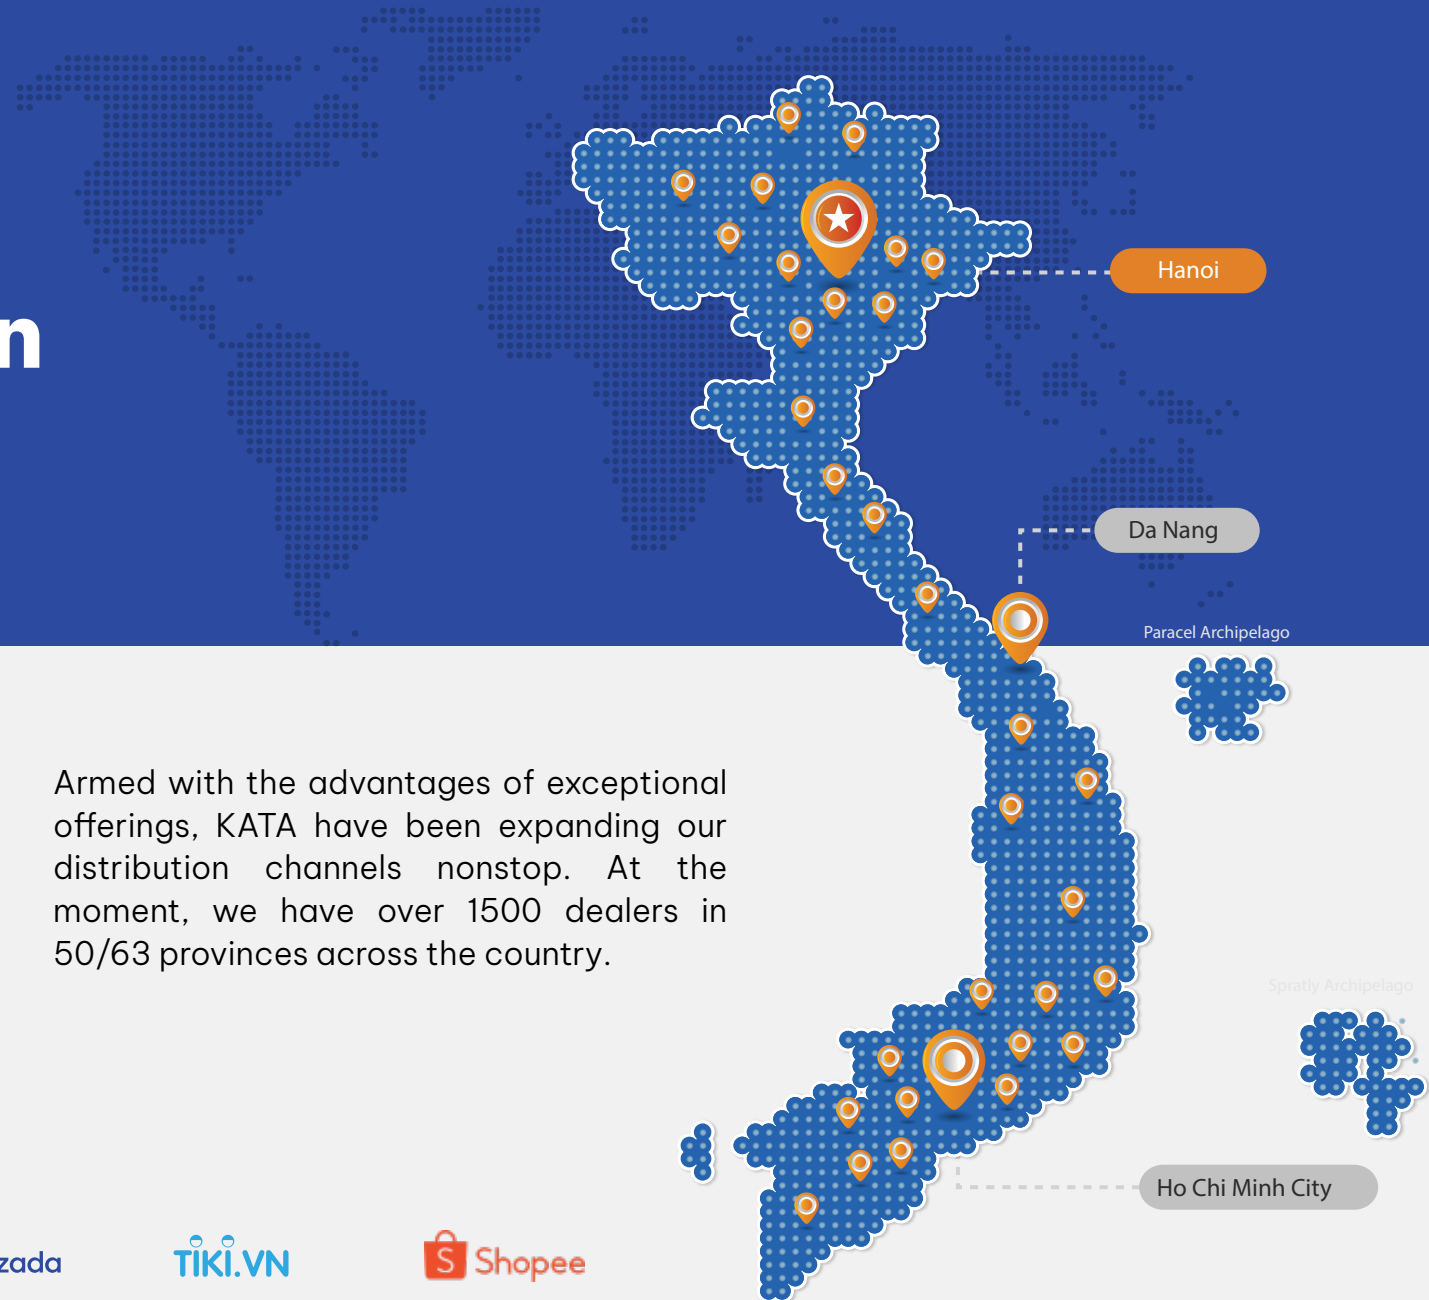 n
Hanoi
Da Nang
Paracel Archipelago
Armed with the advantages of exceptional
offerings, KATA have been expanding our
distribution channels nonstop. At the
moment, we have over 1500 dealers in
50/63 provinces across the country.
Spratly Archipelago
Ho Chi Minh City
zada
TIKI.VN
S Shopee